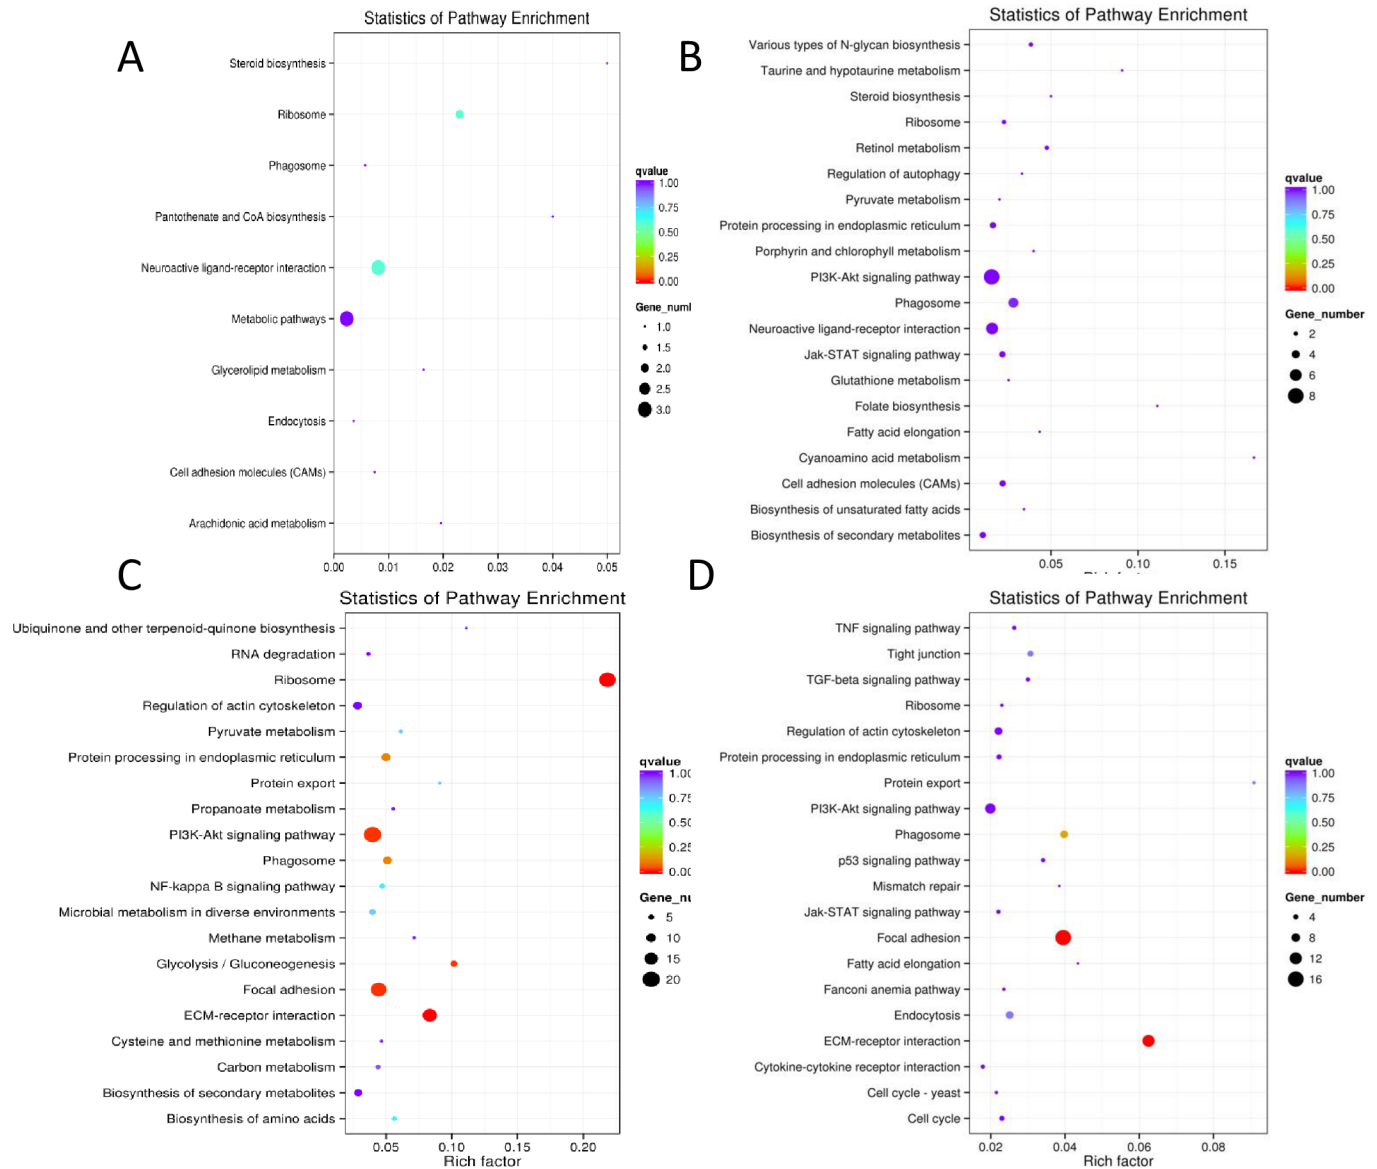 A
Statistics of Pathway Enrichment
Steroid biosynthesis
Ribosome
Phagosome
Pantothenate and CoA biosynthesis
Neuroactive ligand-receptor interaction
Metabolic pathways
Glycerolipid metabolism
Endocytosis
Cell adhesion molecules (CAMs)
Arachidonic acid metabolism
0.00 0.01 0.02 0.03 0.04 0.05
qvalue
1.00
0.75
0.50
0.25
0.00
Gene_numl
1.0
1.5
2.0
2.5
3.0
B
Statistics of Pathway Enrichment
Various types of N-glycan biosynthesis
Taurine and hypotaurine metabolism
Steroid biosynthesis
Ribosome
Retinol metabolism
Regulation of autophagy
Pyruvate metabolism
Protein processing in endoplasmic reticulum
Porphyrin and chlorophyll metabolism
PI3K-Akt signaling pathway
Phagosome
Neuroactive ligand-receptor interaction
Jak-STAT signaling pathway
Glutathione metabolism
Folate biosynthesis
Fatty acid elongation
Cyanoamino acid metabolism
Cell adhesion molecules (CAMs)
Biosynthesis of unsaturated fatty acids
Biosynthesis of secondary metabolites
0.05 0.10 0.15
qvalue
1.00
0.75
0.50
0.25
0.00
Gene_number
2
4
6
8
C
Statistics of Pathway Enrichment
Ubiquinone and other terpenoid-quinone biosynthesis
RNA degradation
Ribosome
Regulation of actin cytoskeleton
Pyruvate metabolism
Protein processing in endoplasmic reticulum
Protein export
Propanoate metabolism
PI3K-Akt signaling pathway
Phagosome
NF-kappa B signaling pathway
Microbial metabolism in diverse environments
Methane metabolism
Glycolysis / Gluconeogenesis
Focal adhesion
ECM-receptor interaction
Cysteine and methionine metabolism
Carbon metabolism
Biosynthesis of secondary metabolites
Biosynthesis of amino acids
0.05 0.10 0.15 0.20
Rich factor
qvalue
1.00
0.75
0.50
0.25
0.00
Gene_nu
5
10
15
20
D
Statistics of Pathway Enrichment
TNF signaling pathway
Tight junction
TGF-beta signaling pathway
Ribosome
Regulation of actin cytoskeleton
Protein processing in endoplasmic reticulum
Protein export
PI3K-Akt signaling pathway
Phagosome
p53 signaling pathway
Mismatch repair
Jak-STAT signaling pathway
Focal adhesion
Fatty acid elongation
Fanconi anemia pathway
Endocytosis
ECM-receptor interaction
Cytokine-cytokine receptor interaction
Cell cycle - yeast
Cell cycle
0.02 0.04 0.06 0.08
Rich factor
qvalue
1.00
0.75
0.50
0.25
0.00
Gene_number
4
8
12
16